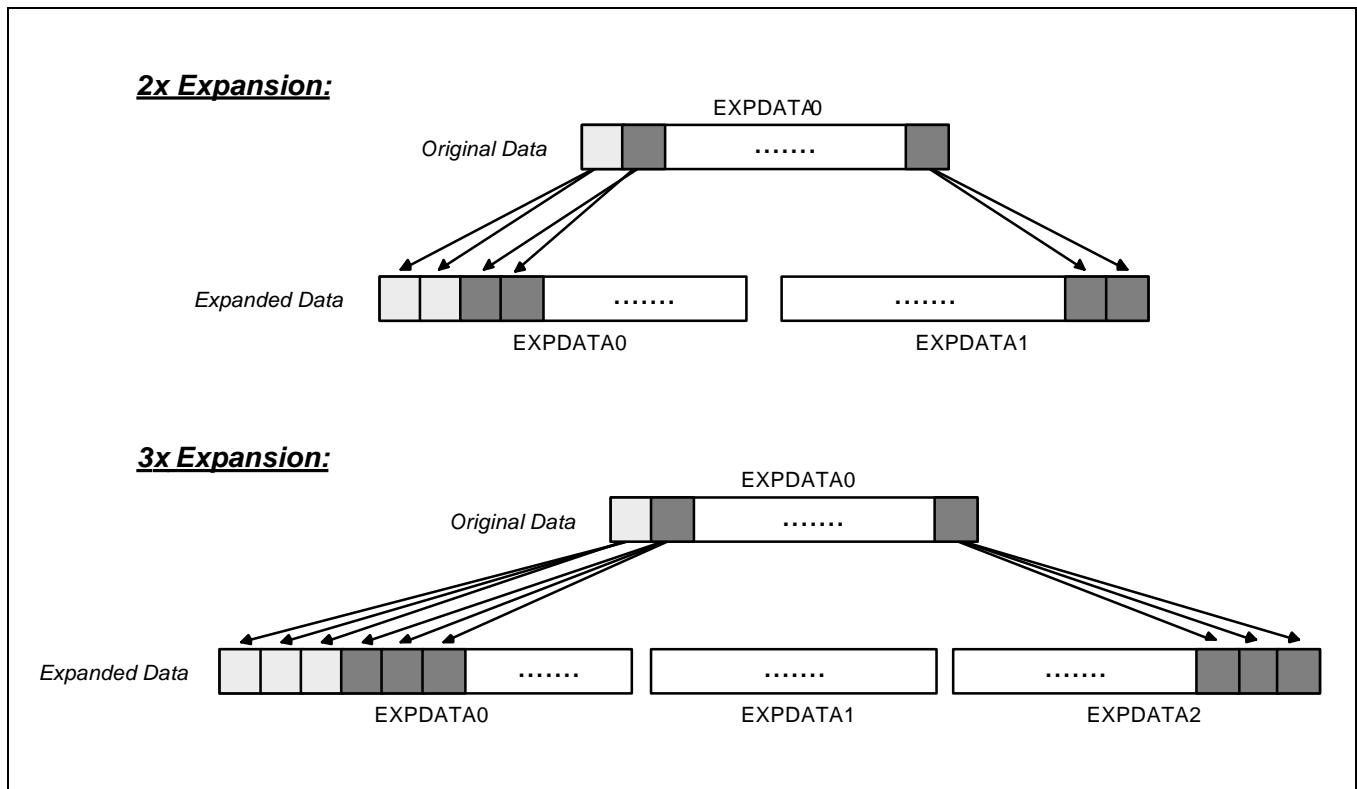 2x Expansion:
EXPDATA0
Original Data
.......
Expanded Data
.......
.......
EXPDATA0
EXPDATA1
3x Expansion:
EXPDATA0
Original Data
.......
Expanded Data
.......
.......
.......
EXPDATA0
EXPDATA1
EXPDATA2